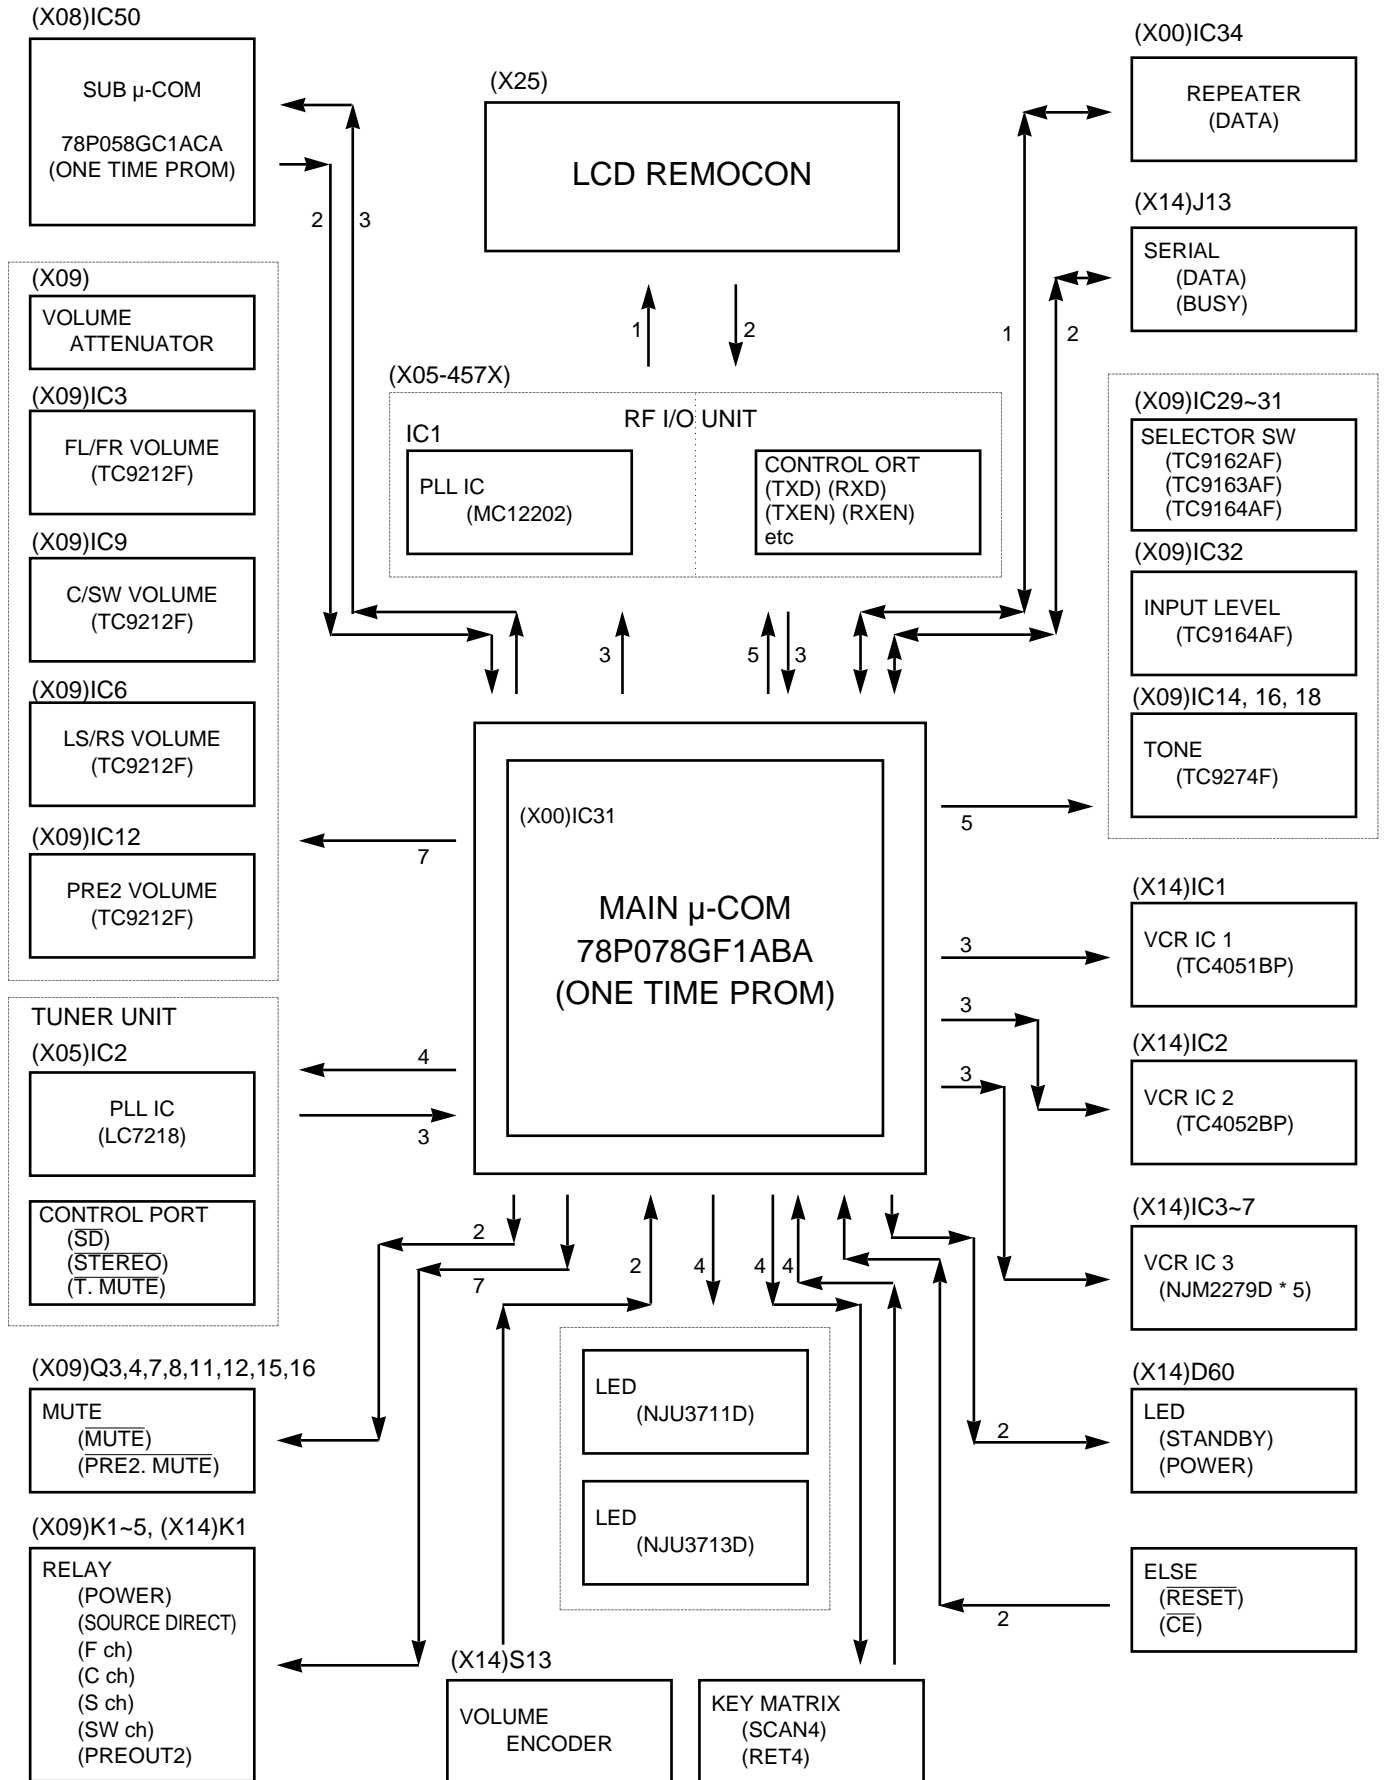 (X08)IC50
SUB µ-COM
78P058GC1ACA
(ONE TIME PROM)
2
3
(X25)
LCD REMOCON
1
2
(X00)IC34
REPEATER
(DATA)
(X14)J13
SERIAL
(DATA)
(BUSY)
1
2
(X09)
VOLUME
ATTENUATOR
(X09)IC3
FL/FR VOLUME
(TC9212F)
(X09)IC9
C/SW VOLUME
(TC9212F)
(X09)IC6
LS/RS VOLUME
(TC9212F)
(X09)IC12
PRE2 VOLUME
(TC9212F)
7
(X05-457X)
RF I/O UNIT
IC1
PLL IC
(MC12202)
CONTROL ORT
(TXD) (RXD)
(TXEN) (RXEN)
etc
3
5
3
(X09)IC29~31
SELECTOR SW
(TC9162AF)
(TC9163AF)
(TC9164AF)
(X09)IC32
INPUT LEVEL
(TC9164AF)
(X09)IC14, 16, 18
TONE
(TC9274F)
5
(X00)IC31
MAIN µ-COM
78P078GF1ABA
(ONE TIME PROM)
(X14)IC1
VCR IC 1
(TC4051BP)
3
(X14)IC2
VCR IC 2
(TC4052BP)
3
(X14)IC3~7
VCR IC 3
(NJM2279D * 5)
3
TUNER UNIT
(X05)IC2
PLL IC
(LC7218)
4
3
CONTROL PORT
(SD)
(STEREO)
(T. MUTE)
2
7
2
4
4
4
(X09)Q3,4,7,8,11,12,15,16
MUTE
(MUTE)
(PRE2. MUTE)
LED
(NJU3711D)
LED
(NJU3713D)
(X14)D60
LED
(STANDBY)
(POWER)
2
(X09)K1~5, (X14)K1
RELAY
(POWER)
(SOURCE DIRECT)
(F ch)
(C ch)
(S ch)
(SW ch)
(PREOUT2)
ELSE
(RESET)
(CE)
2
(X14)S13
VOLUME
ENCODER
KEY MATRIX
(SCAN4)
(RET4)